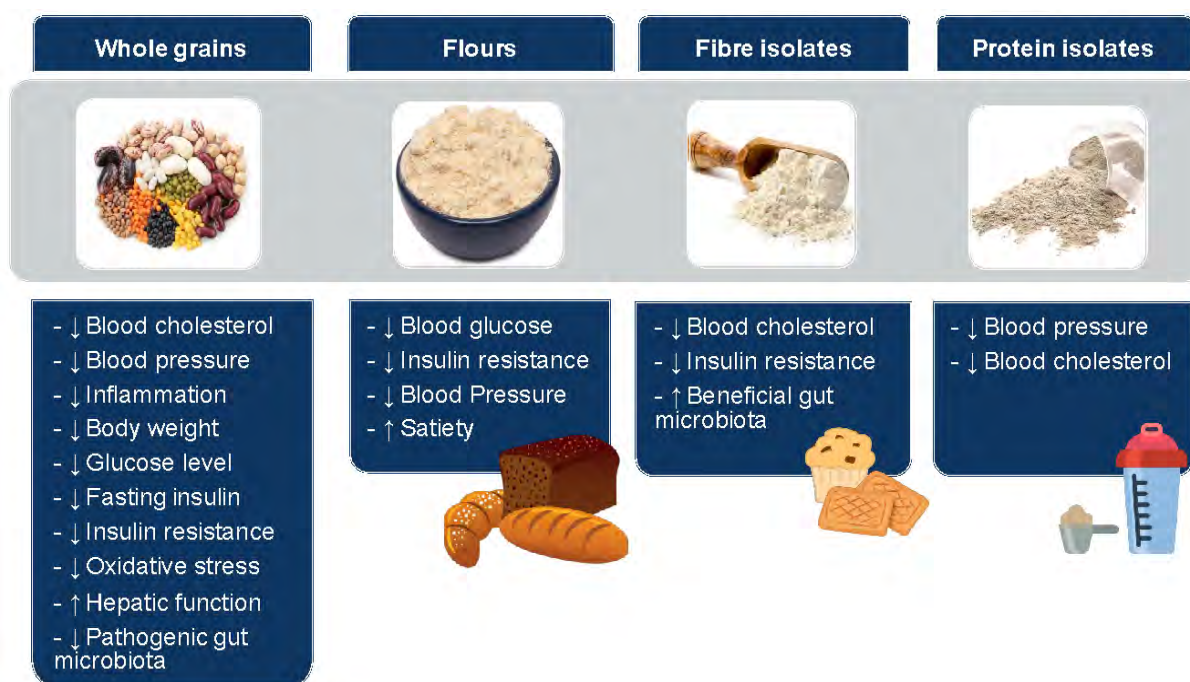 Whole grains
Flours
Fibre isolates
Protein isolates
- ↓ Blood cholesterol
- ↓ Blood pressure
- ↓ Inflammation
- ↓ Body weight
- ↓ Glucose level
- ↓ Fasting insulin
- ↓ Insulin resistance
- ↓ Oxidative stress
- ↑ Hepatic function
- ↓ Pathogenic gut
microbiota
- ↓ Blood glucose
- ↓ Insulin resistance
- ↓ Blood Pressure
- ↑ Satiety
- ↓ Blood cholesterol
- ↓ Insulin resistance
- ↑ Beneficial gut
microbiota
- ↓ Blood pressure
- ↓ Blood cholesterol